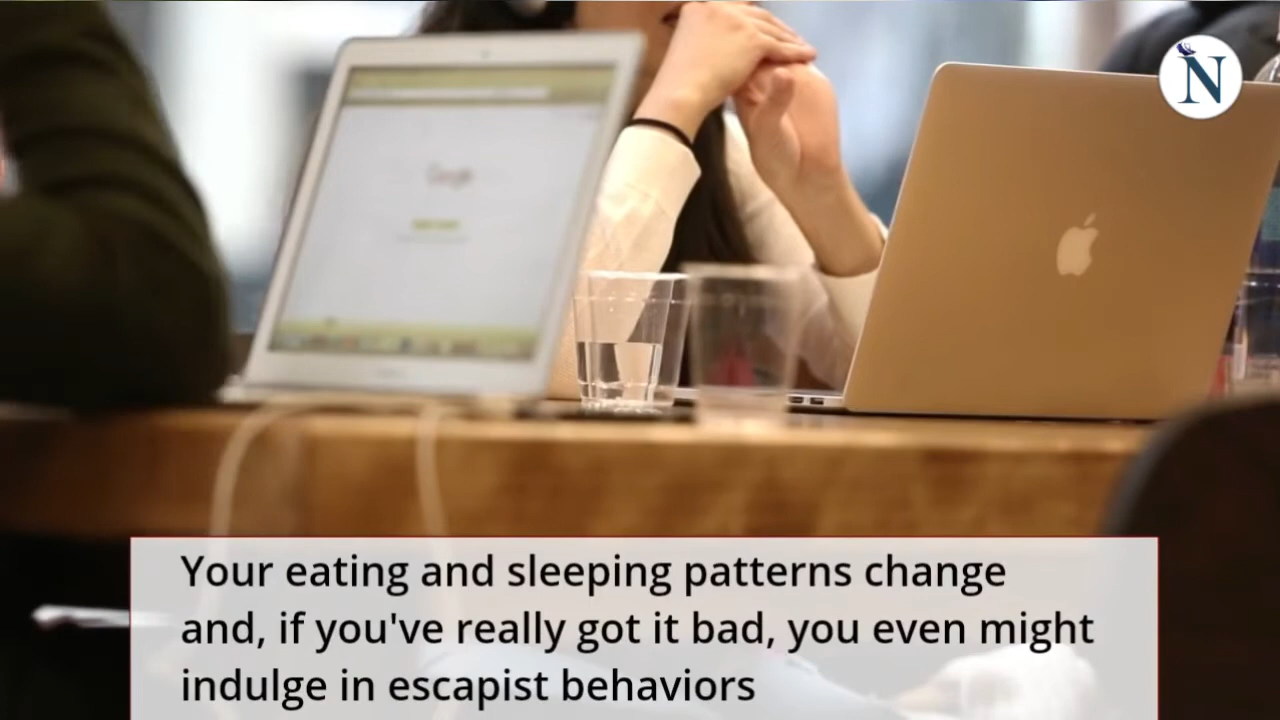 N
Google
Your eating and sleeping patterns change
and, if you've really got it bad, you even might
indulge in escapist behaviors